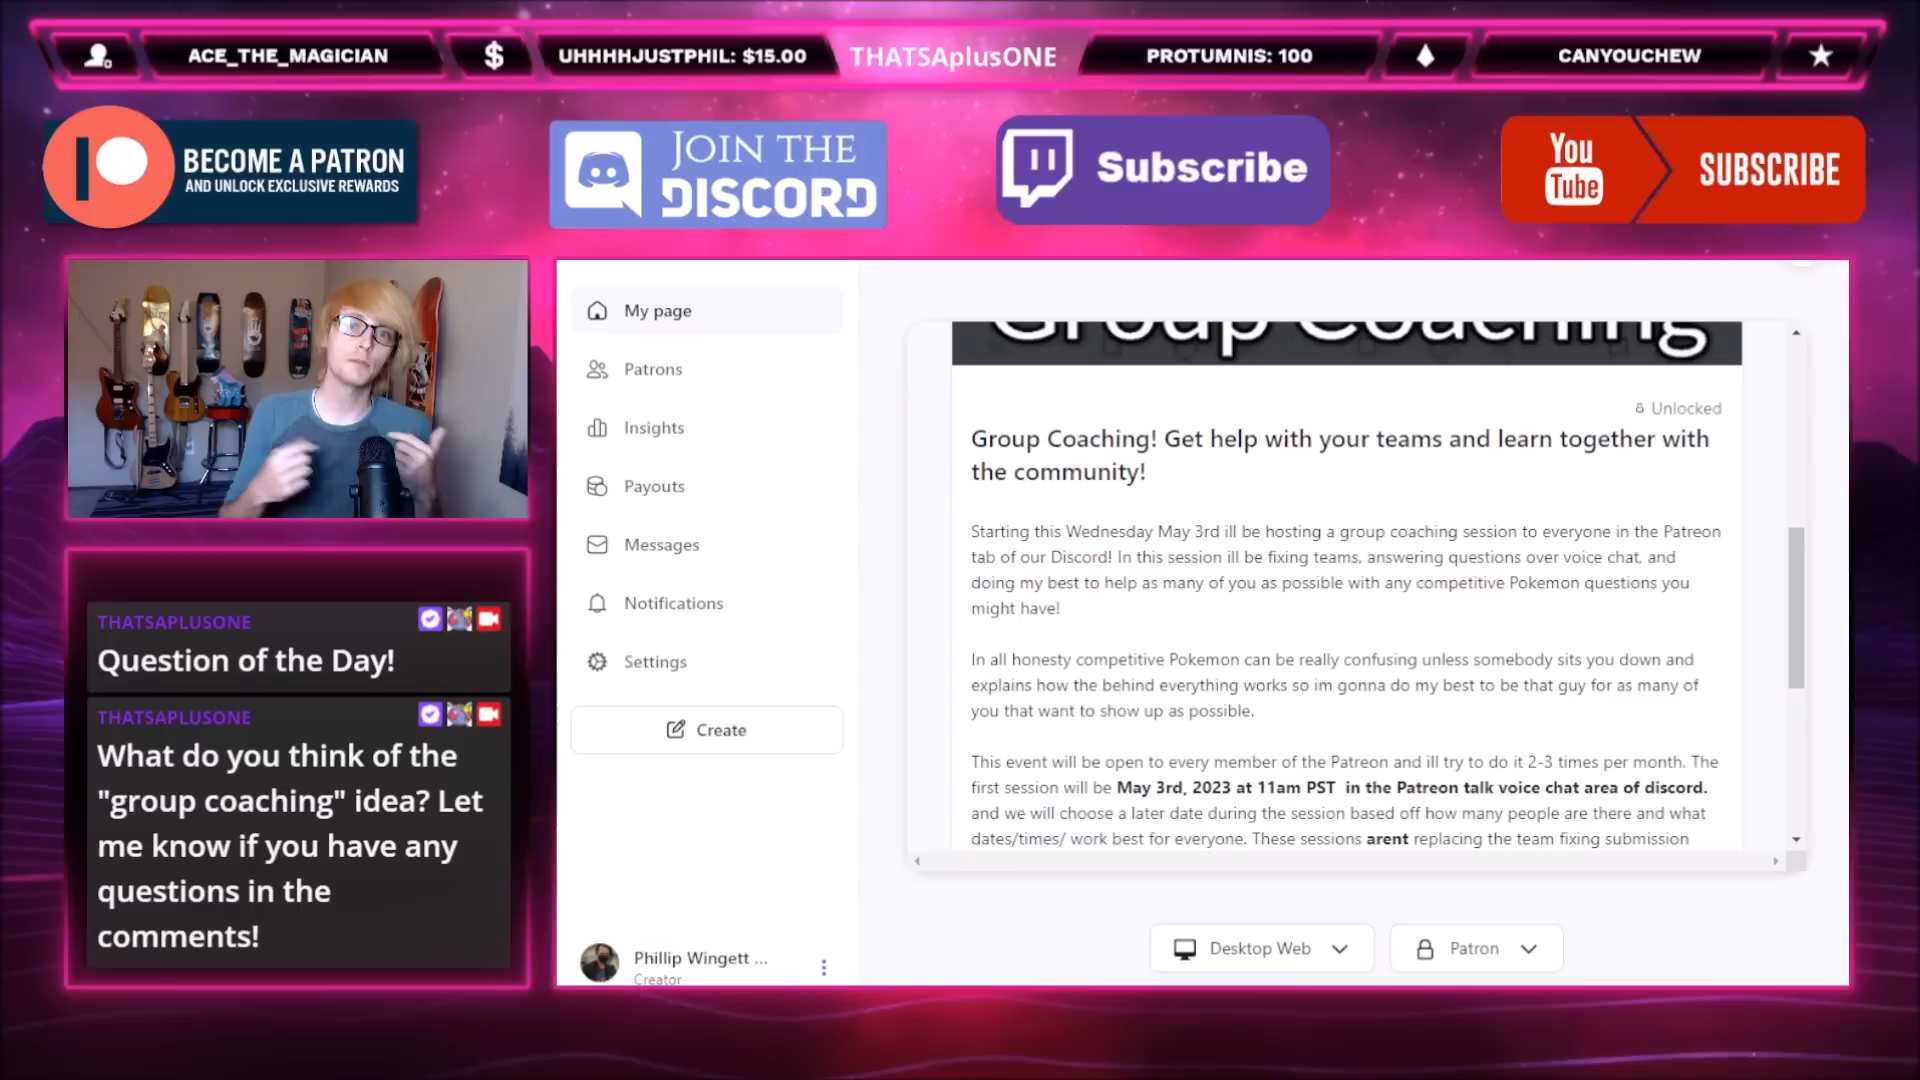 ACE_THE_MAGICIAN
$
UHHHHJUSTPHIL: $15.00
THATSAplusONE
PROTUMNIS: 100
CANYOUCHEW
BECOME A PATRON
AND UNLOCK EXCLUSIVE REWARDS
JOIN THE
DISCORD
Subscribe
You
Tube
SUBSCRIBE
THATSAPLUSONE
Question of the Day!
THATSAPLUSONE
What do you think of the
"group coaching" idea? Let
me know if you have any
questions in the
comments!
My page
Patrons
Insights
Payouts
Messages
Notifications
Settings
Create
Phillip Wingett ...
Creator
Group Coaching
Unlocked
Group Coaching! Get help with your teams and learn together with
the community!
Starting this Wednesday May 3rd ill be hosting a group coaching session to everyone in the Patreon
tab of our Discord! In this session ill be fixing teams, answering questions over voice chat, and
doing my best to help as many of you as possible with any competitive Pokemon questions you
might have!
In all honesty competitive Pokemon can be really confusing unless somebody sits you down and
explains how the behind everything works so im gonna do my best to be that guy for as many of
you that want to show up as possible.
This event will be open to every member of the Patreon and ill try to do it 2-3 times per month. The
first session will be May 3rd, 2023 at 11am PST in the Patreon talk voice chat area of discord.
and we will choose a later date during the session based off how many people are there and what
dates/times/ work best for everyone. These sessions arent replacing the team fixing submission
Desktop Web
Patron